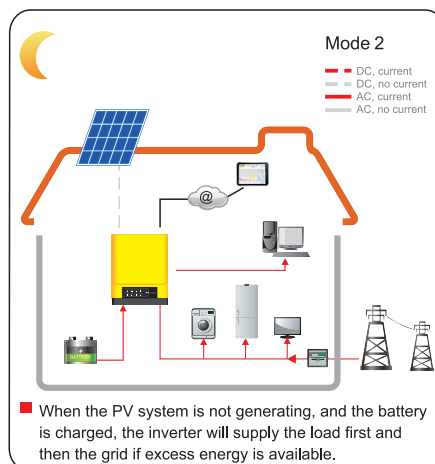 Mode 2
DC, current
DC, no current
AC, current
AC, no current
@
BATTERY
When the PV system is not generating, and the battery
is charged, the inverter will supply the load first and
then the grid if excess energy is available.